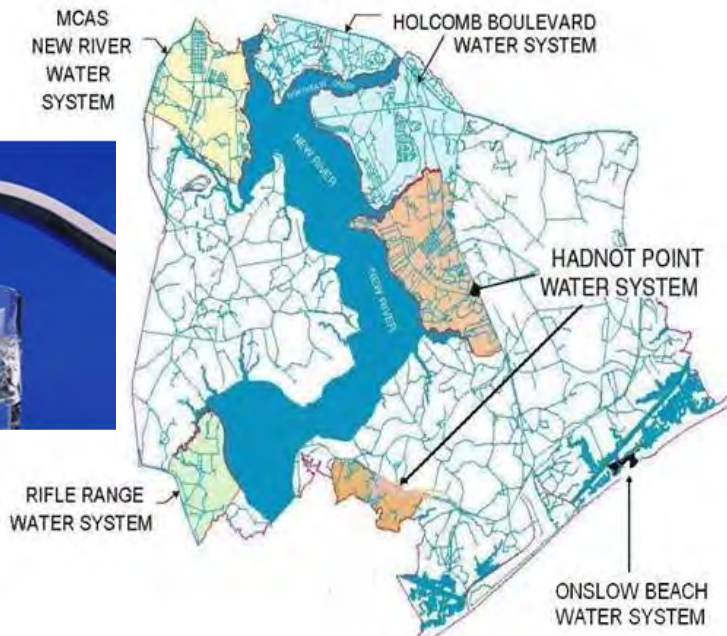 MCAS
NEW RIVER
WATER
SYSTEM
HOLCOMB BOULEVARD
WATER SYSTEM
NEW RIVER
NEW RIVER
HADNOT POINT
WATER SYSTEM
RIFLE RANGE
WATER SYSTEM
ONSLOW BEACH
WATER SYSTEM